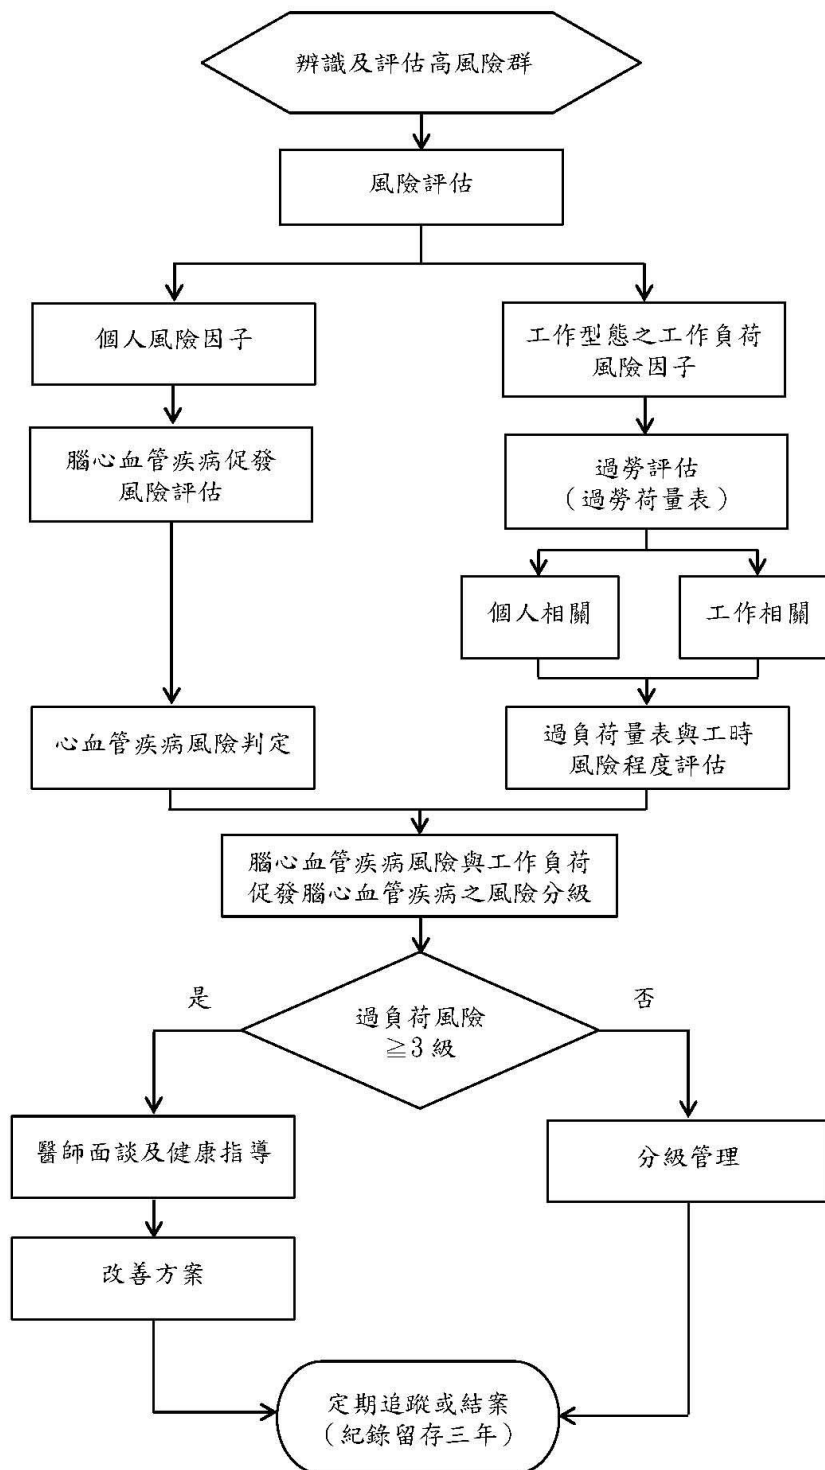 辨識及評估高風險群
風險評估
個人風險因子
工作型態之工作負荷
風險因子
腦心血管疾病促發
風險評估
過勞評估
（過勞荷量表）
個人相關
工作相關
心血管疾病風險判定
過負荷量表與工時
風險程度評估
腦心血管疾病風險與工作負荷
促發腦心血管疾病之風險分級
是
過負荷風險
≧3級
否
醫師面談及健康指導
分級管理
改善方案
定期追蹤或結案
（紀錄留存三年）